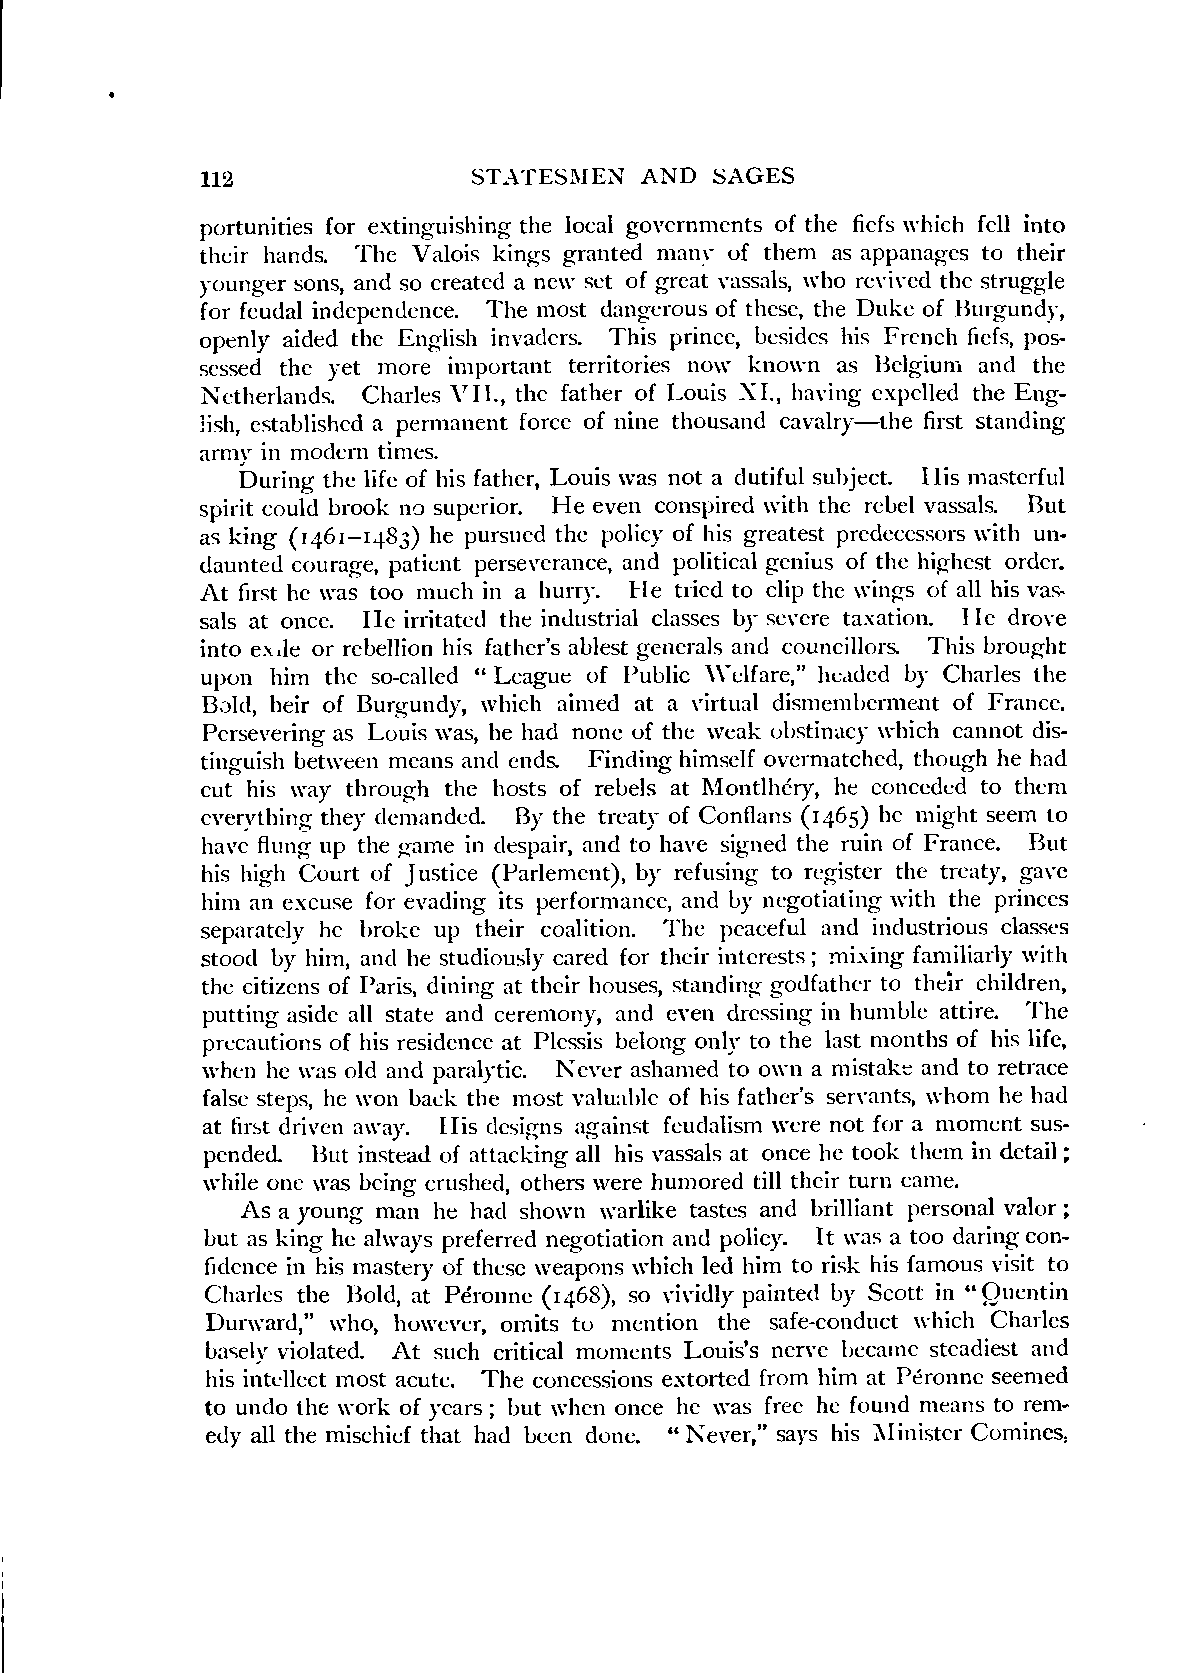 112 STATESMEN AND SAGES
portunities for extinguishing the local governments of the fiefs which fell into
their hands. The Valois kings granted many of them as appanages to their
younger sons, and so created a new set of great vassals, who revived the struggle
for feudal independence. The most dangerous of these, the Duke of Burgundy,
openly aided the English invaders. This prince, besides his French fiefs, pos-
sessed the yet more important territories now known as Belgium and the
Netherlands. Charles VII., the father of Louis XI., having expelled the Eng-
lish, established a permanent force of nine thousand cavalry—the first standing
army in modern times.
During the life of his father, Louis was not a dutiful subject. His masterful
spirit could brook no superior. He even conspired with the rebel vassals. But
as king (1461–1483) he pursued the policy of his greatest predecessors with un-
daunted courage, patient perseverance, and political genius of the highest order.
At first he was too much in a hurry. He tried to clip the wings of all his vas-
sals at once. He irritated the industrial classes by severe taxation. He drove
into exile or rebellion his father's ablest generals and councillors. This brought
upon him the so-called "League of Public Welfare," headed by Charles the
Bold, heir of Burgundy, which aimed at a virtual dismemberment of France.
Persevering as Louis was, he had none of the weak obstinacy which cannot dis-
tinguish between means and ends. Finding himself overmatched, though he had
cut his way through the hosts of rebels at Montlhéry, he conceded to them
everything they demanded. By the treaty of Conflans (1465) he might seem to
have flung up the game in despair, and to have signed the ruin of France. But
his high Court of Justice (Parlement), by refusing to register the treaty, gave
him an excuse for evading its performance, and by negotiating with the princes
separately he broke up their coalition. The peaceful and industrious classes
stood by him, and he studiously cared for their interests; mixing familiarly with
the citizens of Paris, dining at their houses, standing godfather to their children,
putting aside all state and ceremony, and even dressing in humble attire. The
precautions of his residence at Plessis belong only to the last months of his life,
when he was old and paralytic. Never ashamed to own a mistake and to retrace
false steps, he won back the most valuable of his father's servants, whom he had
at first driven away. His designs against feudalism were not for a moment sus-
pended. But instead of attacking all his vassals at once he took them in detail;
while one was being crushed, others were humored till their turn came.
As a young man he had shown warlike tastes and brilliant personal valor;
but as king he always preferred negotiation and policy. It was a too daring con-
fidence in his mastery of these weapons which led him to risk his famous visit to
Charles the Bold, at Péronne (1468), so vividly painted by Scott in "Quentin
Durward," who, however, omits to mention the safe-conduct which Charles
basely violated. At such critical moments Louis's nerve became steadiest and
his intellect most acute. The concessions extorted from him at Péronne seemed
to undo the work of years; but when once he was free he found means to rem-
edy all the mischief that had been done. "Never," says his Minister Comines,